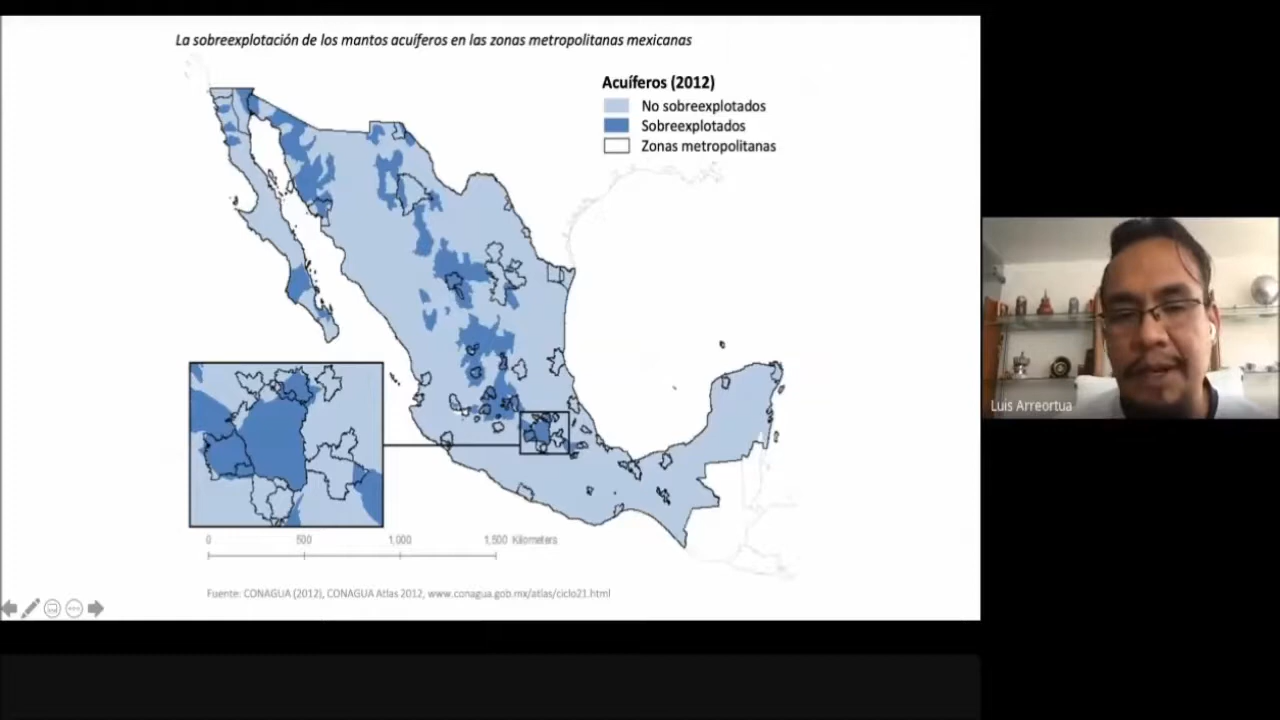 La sobreexplotación de los mantos acuíferos en las zonas metropolitanas mexicanas
Acuíferos (2012)
No sobreexplotados
Sobreexplotados
Zonas metropolitanas
0 500 1,000 1,500 Kilometers
Fuente: CONAGUA (2012), CONAGUA Atlas 2012, www.conagua.gob.mx/atlas/ciclo21.html
Luis Arreortua